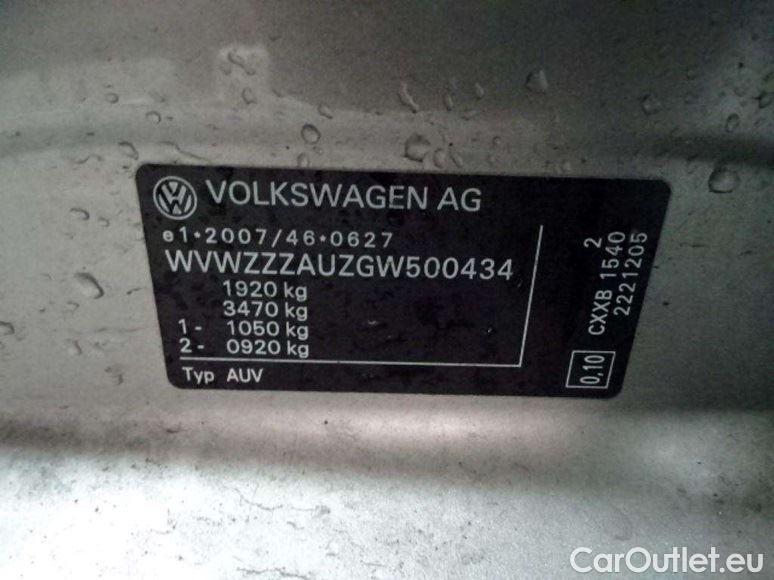 VOLKSWAGEN AG
e1*2007/46*0627
WVWZZZAUZGW500434
1920 kg
3470 kg
1- 1050 kg
2- 0920 kg
Typ AUV
2
CXXB 1540
2221205
0,10
CarOutlet.eu